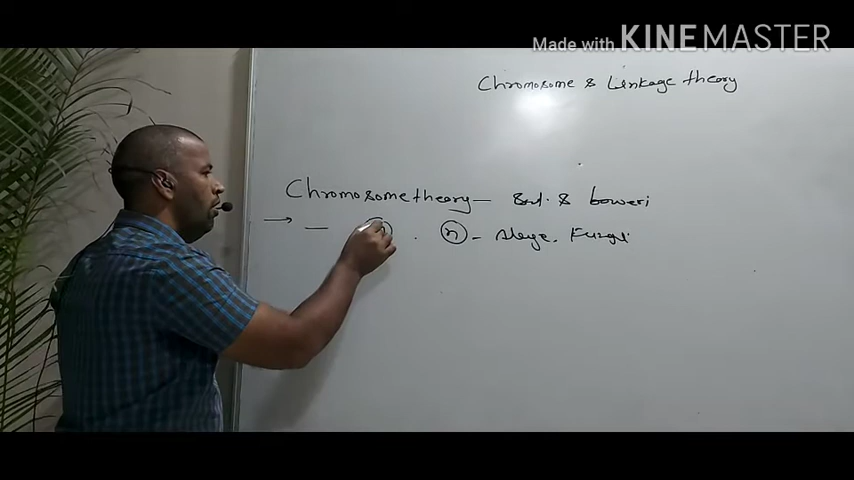 Made with KINEMASTER
Chromosome & Linkage theory
Chromosome theory — Sut. & boweri
→ — . n - Algae. Fungi